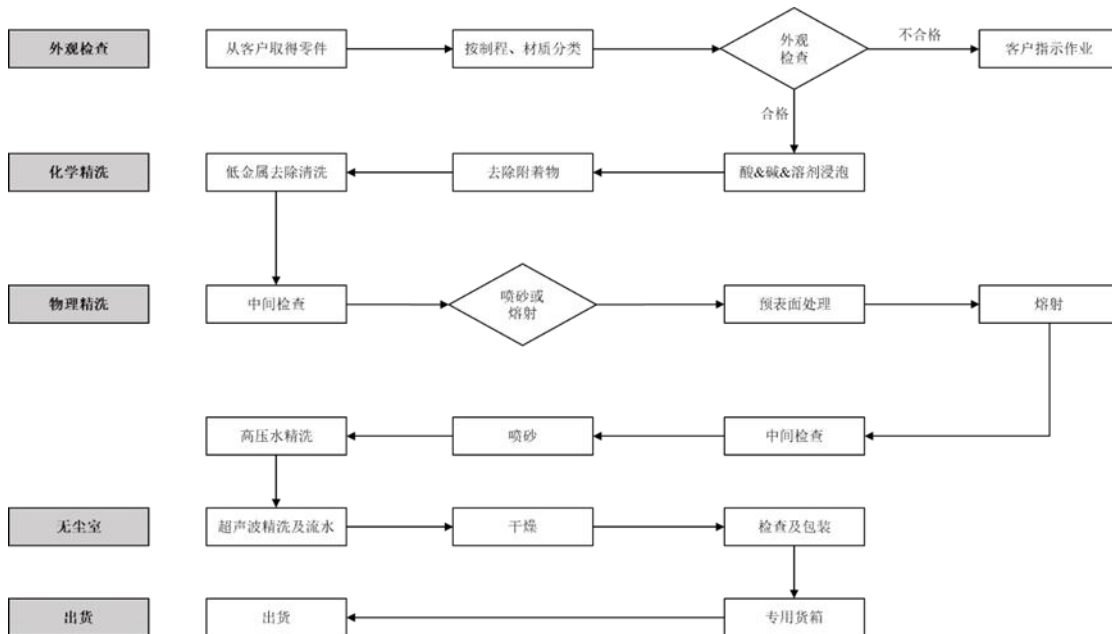 外观检查
从客户取得零件
按制程、材质分类
外观
检查
不合格
客户指示作业
合格
化学精洗
低金属去除清洗
去除附着物
酸&碱&溶剂浸泡
物理精洗
中间检查
喷砂或
熔射
预表面处理
熔射
高压水精洗
喷砂
中间检查
无尘室
超声波精洗及流水
干燥
检查及包装
出货
出货
专用货箱